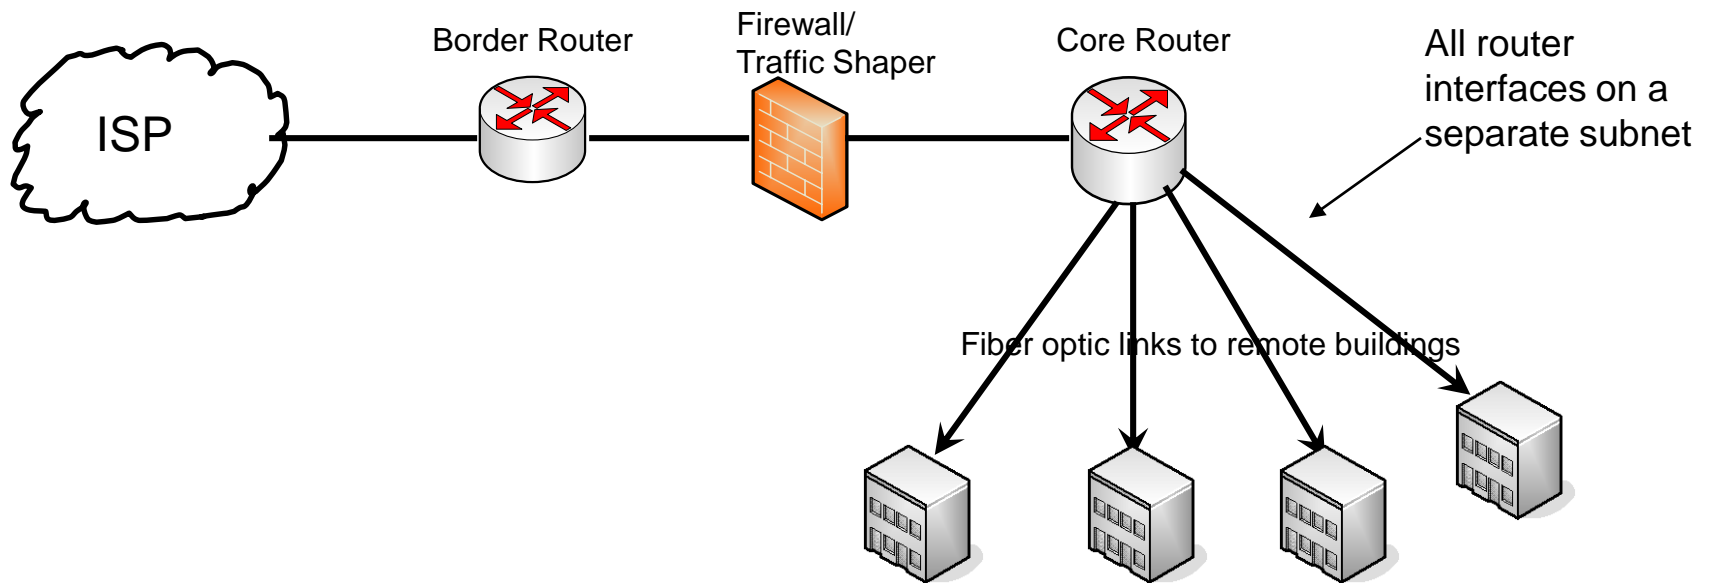 Border Router
Firewall/
Traffic Shaper
Core Router
All router
interfaces on a
separate subnet
ISP
Fiber optic links to remote buildings